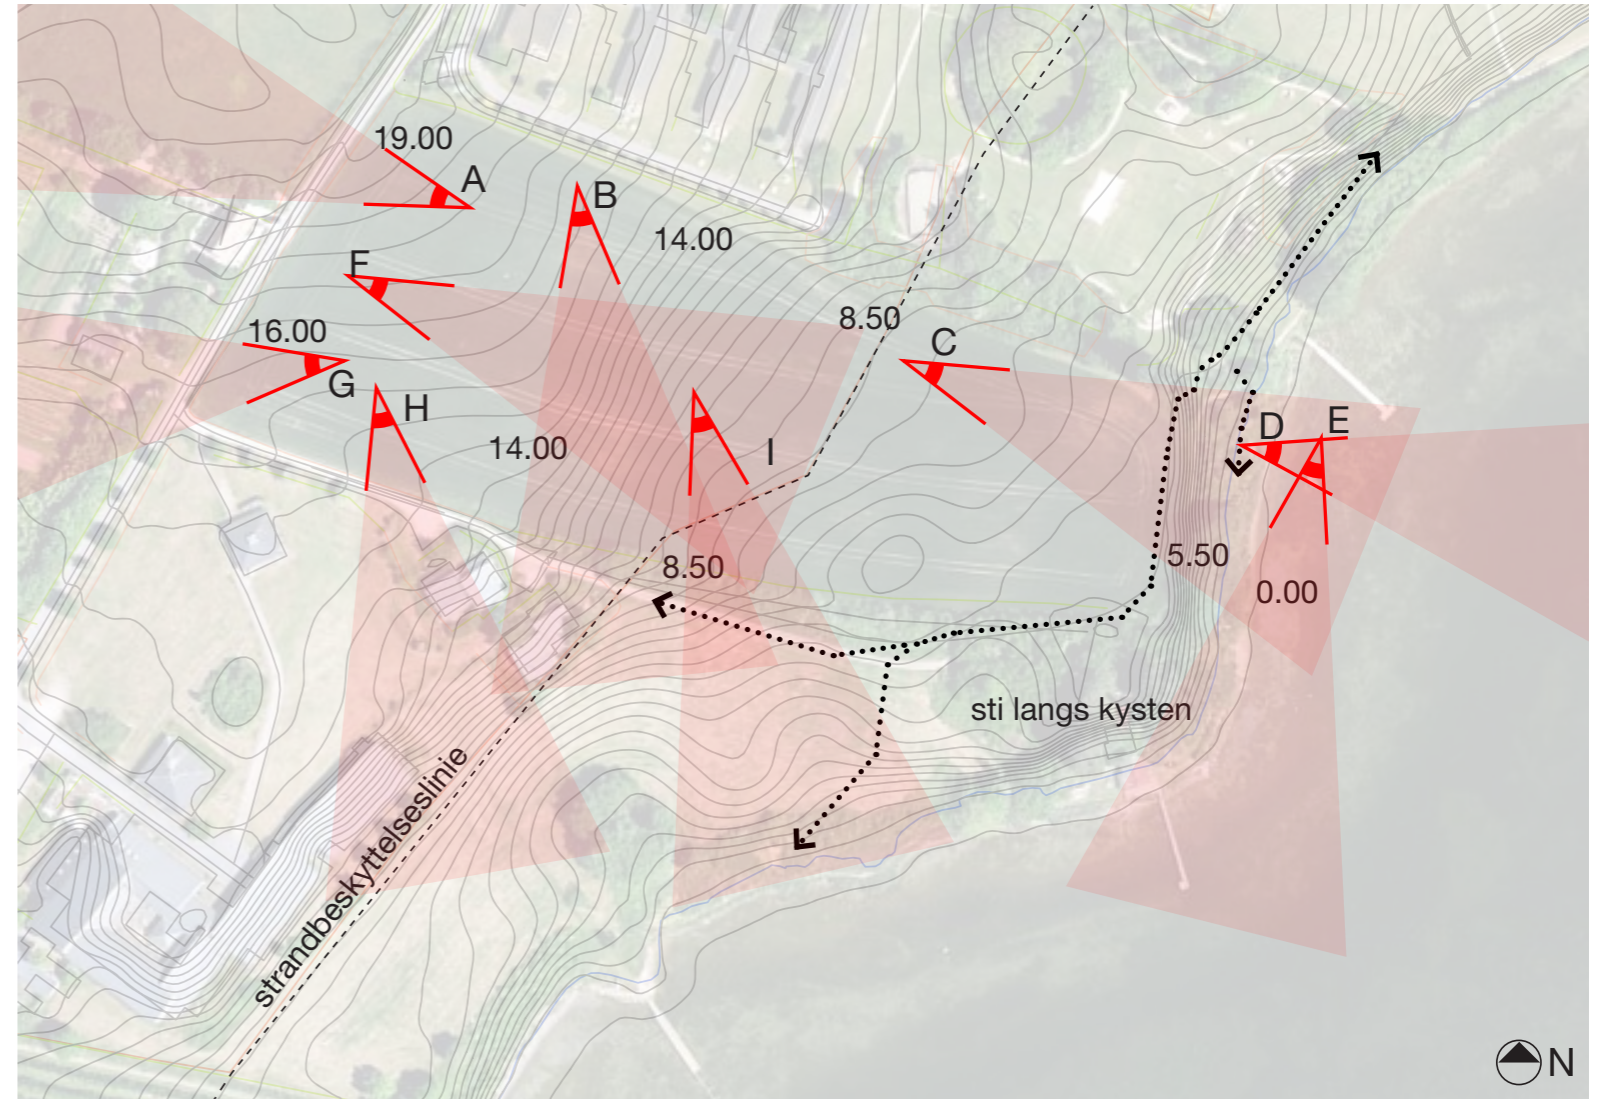 19.00
A
B
14.00
F
8.50
16.00
C
G
H
D
E
14.00
I
5.50
8.50
0.00
sti langs kysten
strandbeskyttelseslinie
N